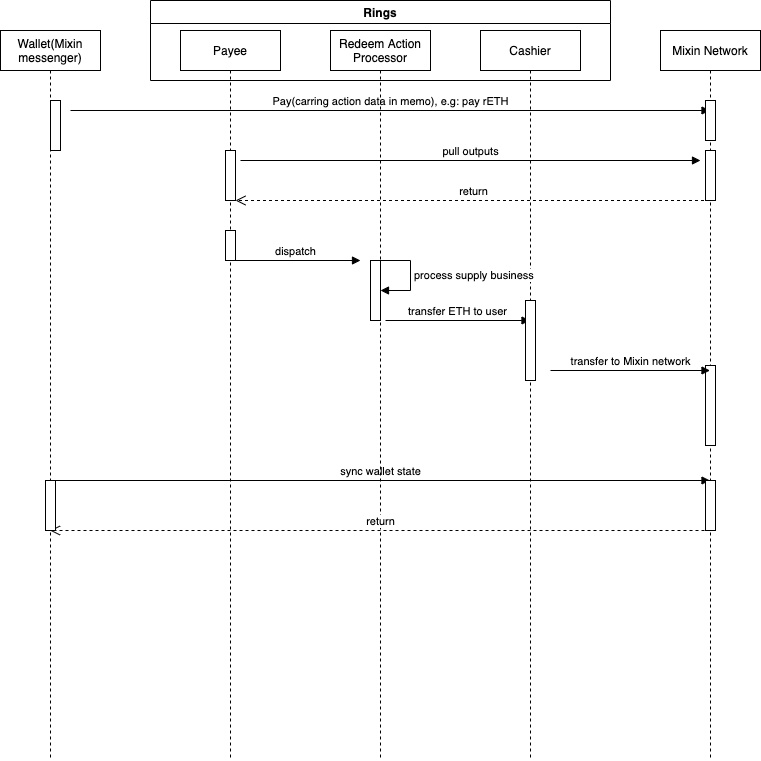 Rings
Wallet(Mixin
messenger)
Payee
Redeem Action
Processor
Cashier
Mixin Network
Pay(carring action data in memo), e.g: pay rETH
pull outputs
return
dispatch
process supply business
transfer ETH to user
transfer to Mixin network
sync wallet state
return